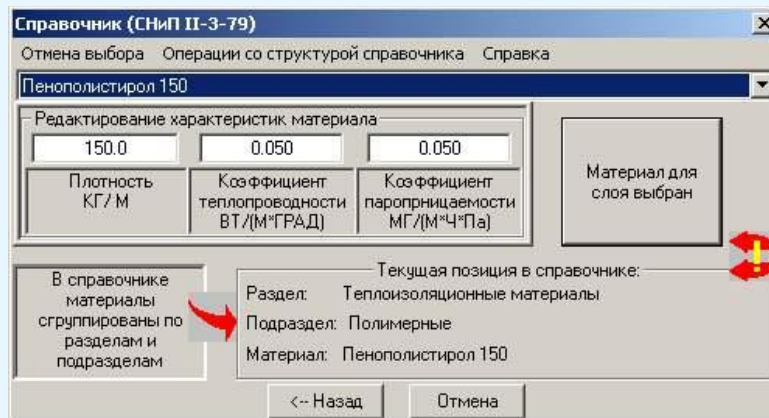 Справочник (СНиП II-3-79)
Отмена выбора Операции со структурой справочника Справка
Пенополистирол 150
Редактирование характеристик материала
150.0 0.050 0.050
Плотность
КГ/М
Коэффициент
теплопроводности
ВТ/(М*ГРАД)
Коэффициент
паропрницаемости
МГ/(М*Ч*Па)
Материал для
слоя выбран
В справочнике
материалы
сгруппированы по
разделам и
подразделам
Текущая позиция в справочнике:
Раздел: Теплоизоляционные материалы
Подраздел: Полимерные
Материал: Пенополистирол 150
<-- Назад Отмена